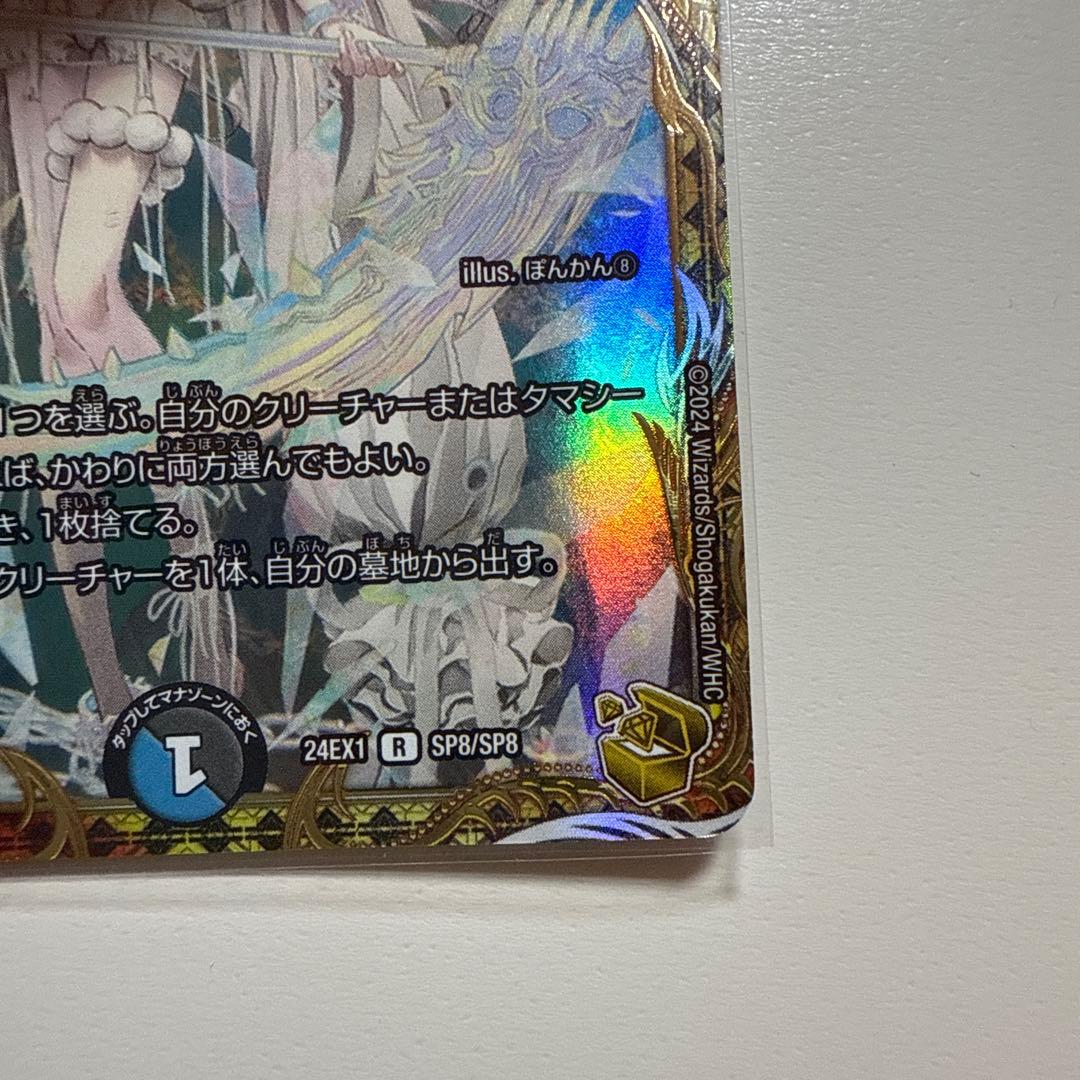 illus. ぽんかん⑧
1つを選ぶ。自分のクリーチャーまたはタマシー
ば、かわりに両方選んでもよい。
き、1枚捨てる。
クリーチャーを1体、自分の墓地から出す。
タップしてマナゾーンにおく
1
24EX1 R SP8/SP8
©2024 Wizards/Shogakukan/WHC